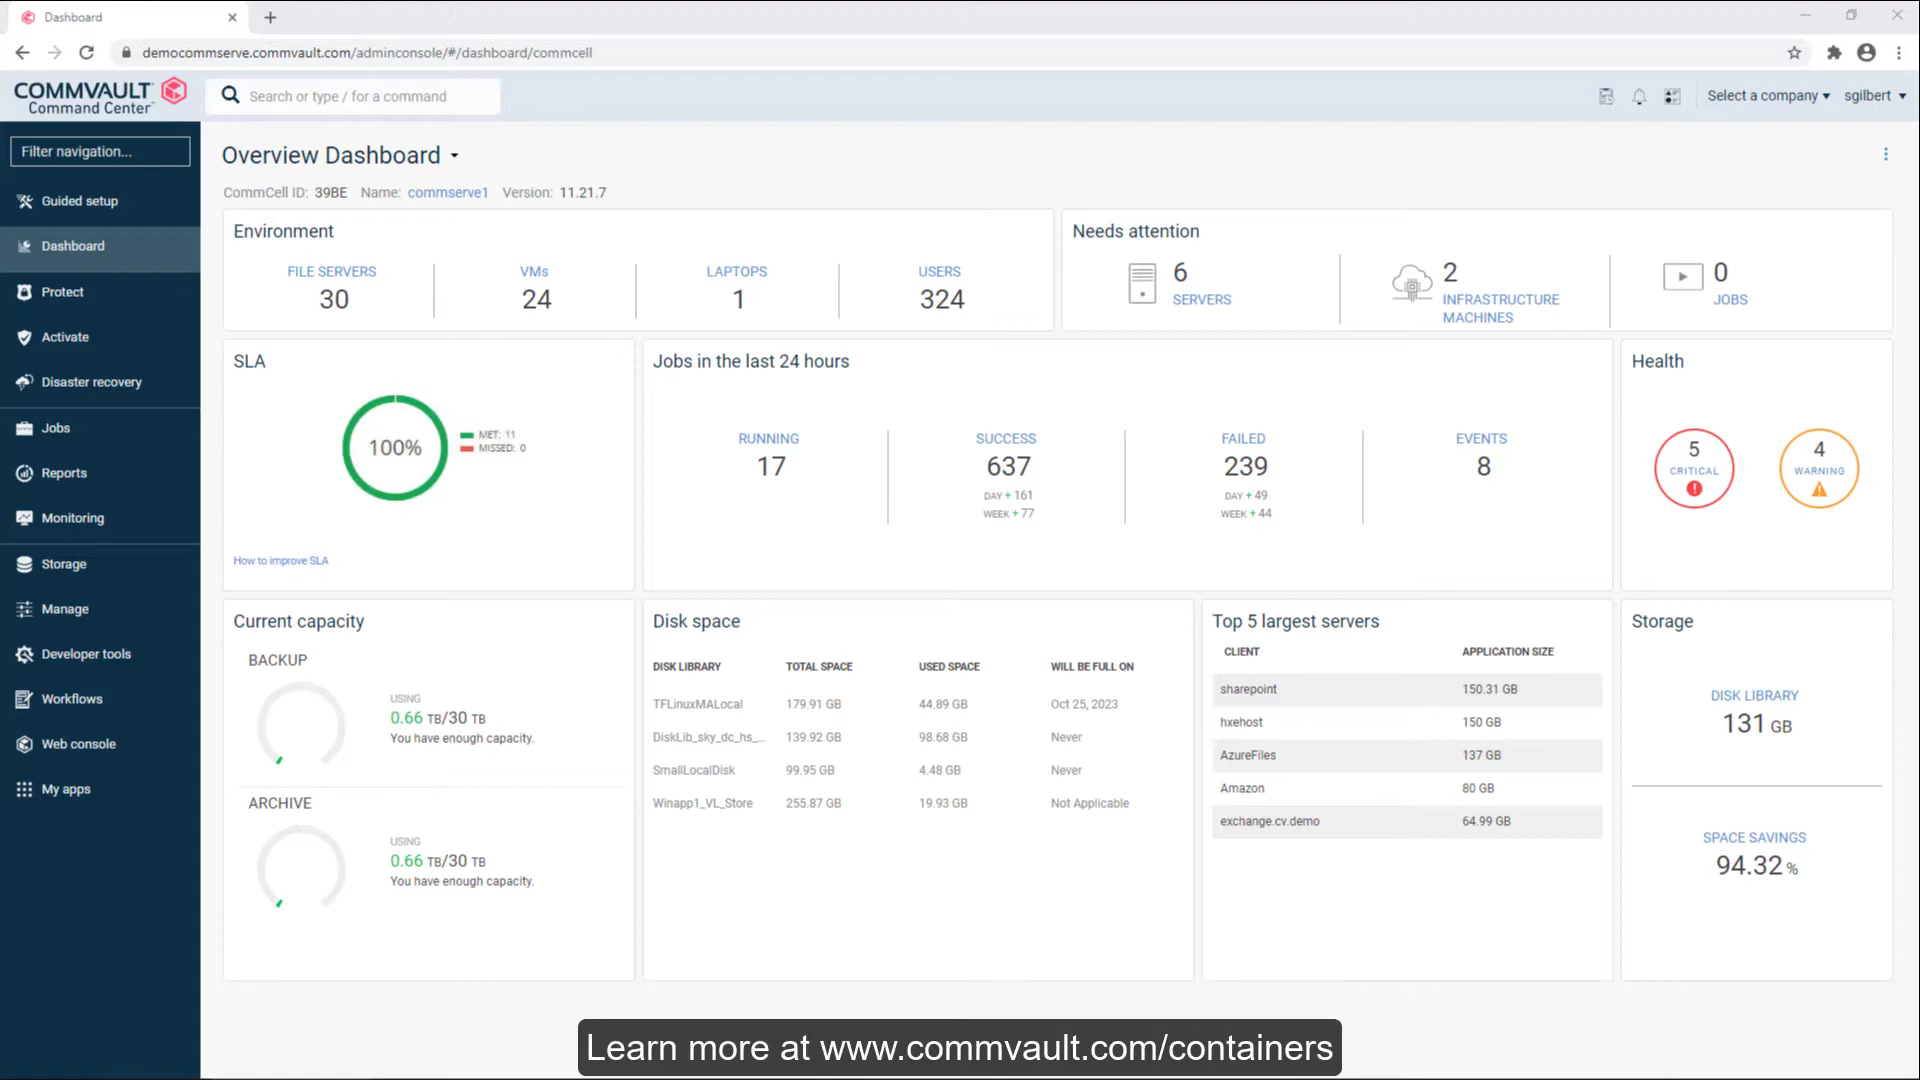 Dashboard
democommserve.commvault.com/adminconsole/#/dashboard/commcell
COMMVAULT
Command Center
Search or type / for a command
Select a company
sgilbert
Filter navigation...
Guided setup
Dashboard
Protect
Activate
Disaster recovery
Jobs
Reports
Monitoring
Storage
Manage
Developer tools
Workflows
Web console
My apps
Overview Dashboard
CommCell ID: 39BE Name: commserve1 Version: 11.21.7
Environment
FILE SERVERS
30
VMs
24
LAPTOPS
1
USERS
324
Needs attention
6
SERVERS
2
INFRASTRUCTURE
MACHINES
0
JOBS
SLA
100%
MET: 11
MISSED: 0
How to improve SLA
Jobs in the last 24 hours
RUNNING
17
SUCCESS
637
DAY + 161
WEEK + 77
FAILED
239
DAY + 49
WEEK + 44
EVENTS
8
Health
5
CRITICAL
4
WARNING
Current capacity
BACKUP
USING
0.66 TB/30 TB
You have enough capacity.
ARCHIVE
USING
0.66 TB/30 TB
You have enough capacity.
Disk space
DISK LIBRARY TOTAL SPACE USED SPACE WILL BE FULL ON
TFLinuxMALocal 179.91 GB 44.89 GB Oct 25, 2023
DiskLib_sky_dc_hs_... 139.92 GB 98.68 GB Never
SmallLocalDisk 99.95 GB 4.48 GB Never
Winapp1_VL_Store 255.87 GB 19.93 GB Not Applicable
Top 5 largest servers
CLIENT APPLICATION SIZE
sharepoint 150.31 GB
hxehost 150 GB
AzureFiles 137 GB
Amazon 80 GB
exchange.cv.demo 64.99 GB
Storage
DISK LIBRARY
131 GB
SPACE SAVINGS
94.32 %
Learn more at www.commvault.com/containers